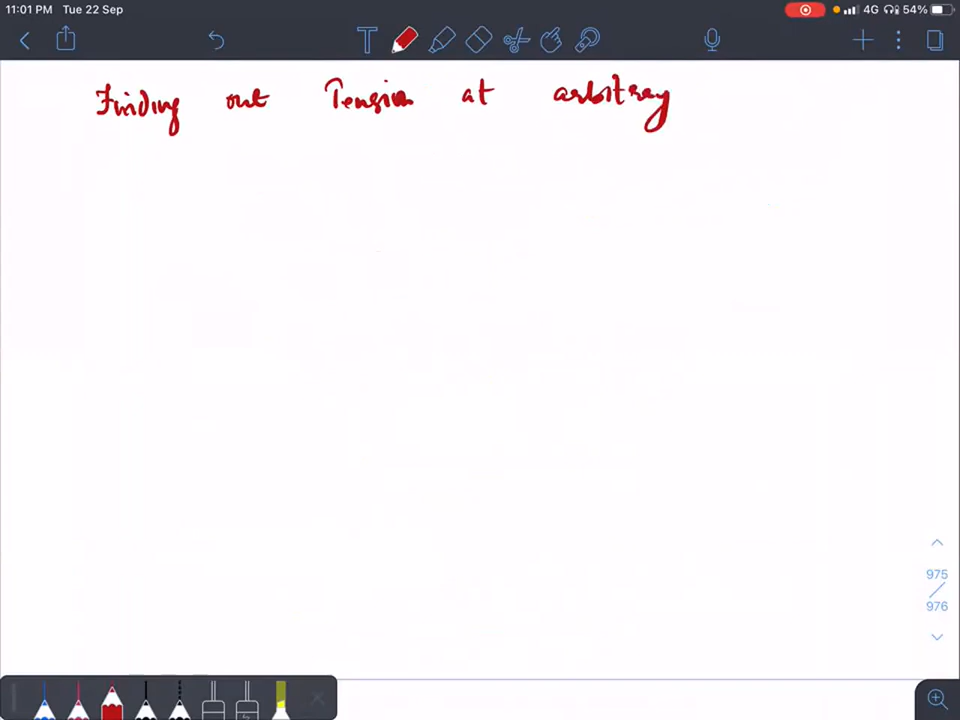 11:01 PM Tue 22 Sep 4G 54%
T
Finding out Tension at arbitray
975
976